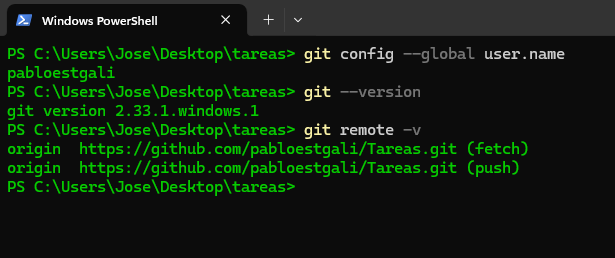 Windows PowerShell
PS C:\Users\Jose\Desktop\tareas> git config --global user.name
pabloestgali
PS C:\Users\Jose\Desktop\tareas> git --version
git version 2.33.1.windows.1
PS C:\Users\Jose\Desktop\tareas> git remote -v
origin  https://github.com/pabloestgali/Tareas.git (fetch)
origin  https://github.com/pabloestgali/Tareas.git (push)
PS C:\Users\Jose\Desktop\tareas>